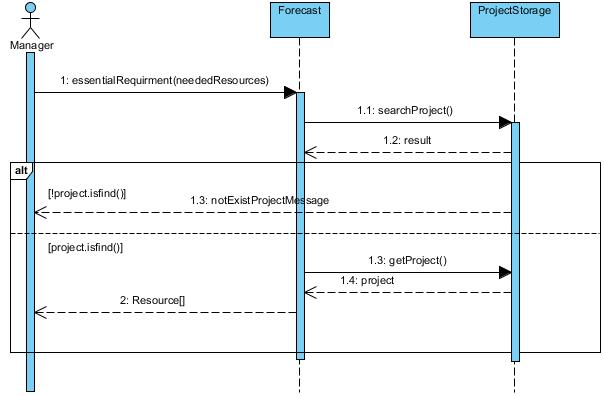 Forecast
ProjectStorage
Manager
1: essentialRequirment(neededResources)
1.1: searchProject()
1.2: result
alt
[!project.isfind()]
1.3: notExistProjectMessage
[project.isfind()]
1.3: getProject()
1.4: project
2: Resource[]